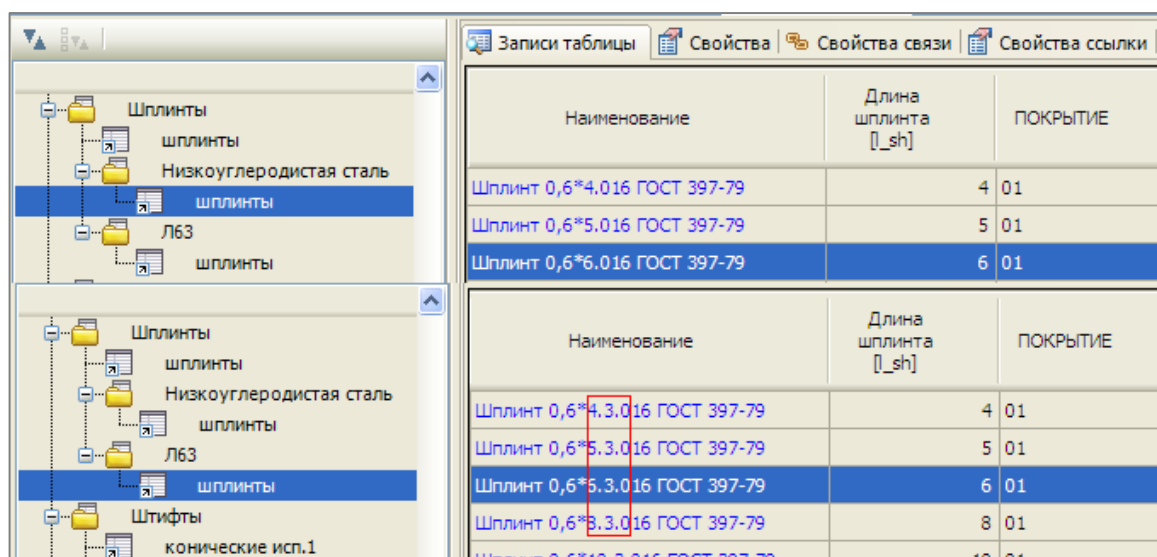 Записи таблицы Свойства Свойства связи Свойства ссылки
Шплинты
шплинты
Низкоуглеродистая сталь
шплинты
Л63
шплинты
Наименование Длина шплинта [l_sh] ПОКРЫТИЕ
Шплинт 0,6*4.016 ГОСТ 397-79 4 01
Шплинт 0,6*5.016 ГОСТ 397-79 5 01
Шплинт 0,6*6.016 ГОСТ 397-79 6 01
Шплинты
шплинты
Низкоуглеродистая сталь
шплинты
Л63
шплинты
Штифты
конические исп.1
Наименование Длина шплинта [l_sh] ПОКРЫТИЕ
Шплинт 0,6*4.3.016 ГОСТ 397-79 4 01
Шплинт 0,6*5.3.016 ГОСТ 397-79 5 01
Шплинт 0,6*6.3.016 ГОСТ 397-79 6 01
Шплинт 0,6*8.3.016 ГОСТ 397-79 8 01